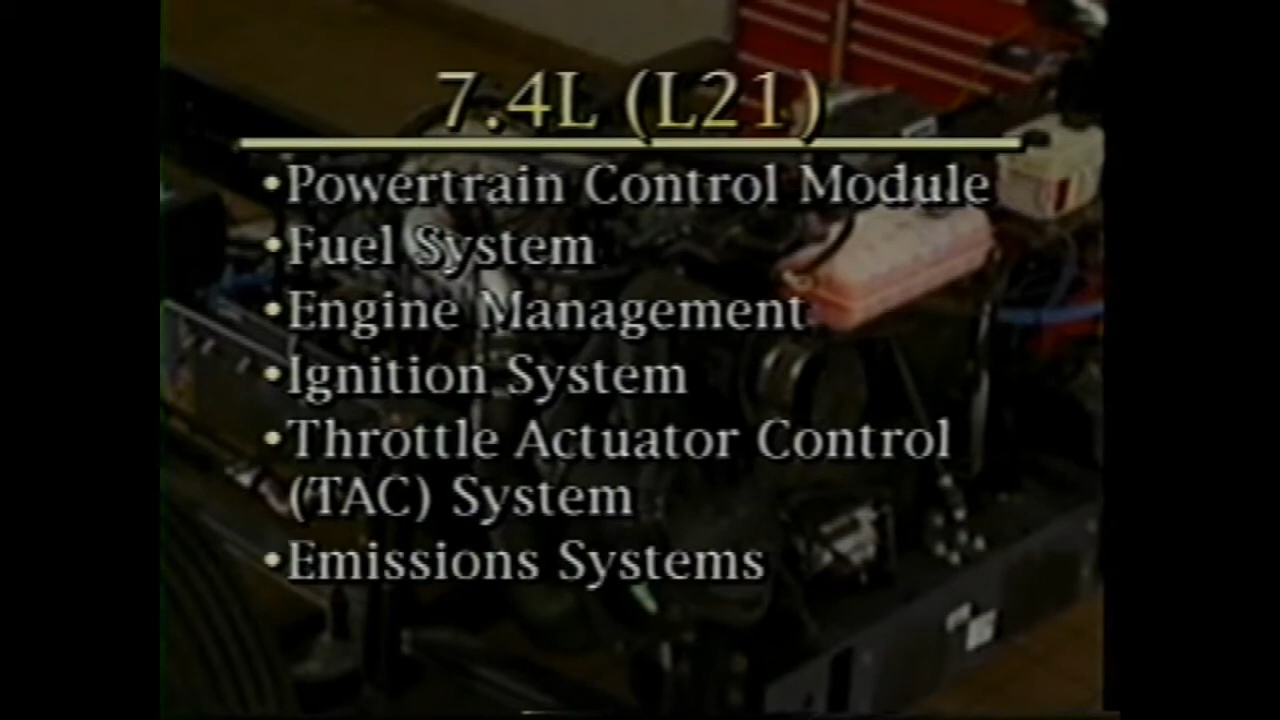 7.4L (L21)
•Powertrain Control Module
•Fuel System
•Engine Management
•Ignition System
•Throttle Actuator Control
(TAC) System
•Emissions Systems